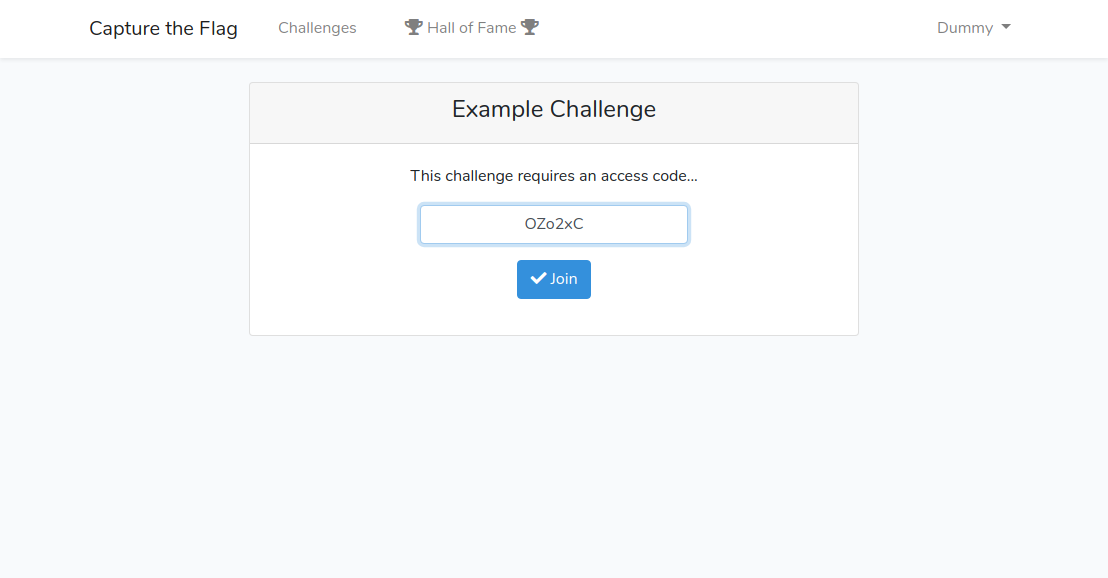 Capture the Flag Challenges Hall of Fame Dummy
Example Challenge
This challenge requires an access code...
OZo2xC
Join